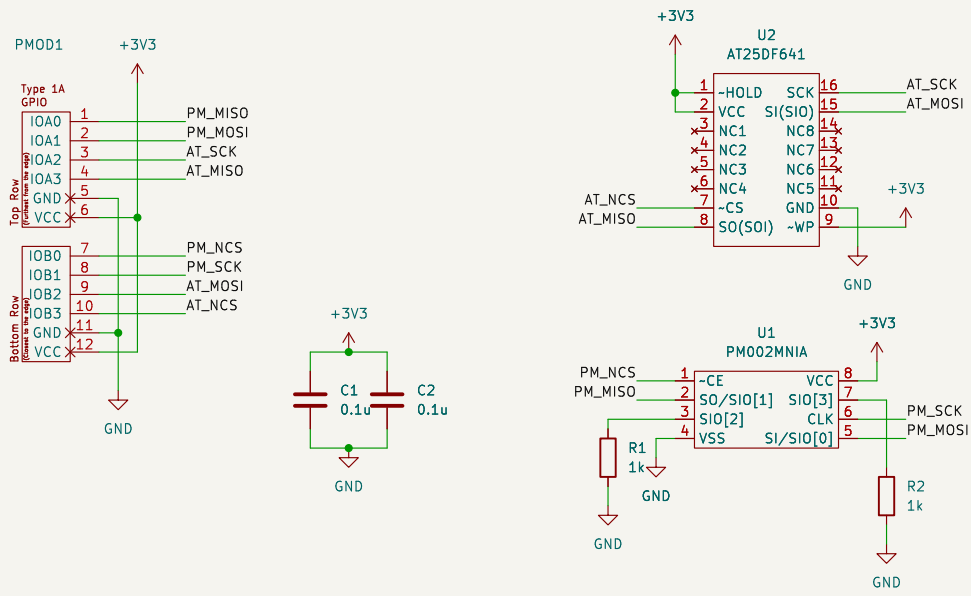 PMOD1
+3V3
Type 1A
GPIO
Top Row
(furthest from the edge)
IOA0 1 PM_MISO
IOA1 2 PM_MOSI
IOA2 3 AT_SCK
IOA3 4 AT_MISO
GND 5
VCC 6
Bottom Row
(Closest to the edge)
IOB0 7 PM_NCS
IOB1 8 PM_SCK
IOB2 9 AT_MOSI
IOB3 10 AT_NCS
GND 11
VCC 12
GND
+3V3
C1
0.1u
C2
0.1u
GND
+3V3
U2
AT25DF641
1 ~HOLD SCK 16 AT_SCK
2 VCC SI(SIO) 15 AT_MOSI
3 NC1 NC8 14
4 NC2 NC7 13
5 NC3 NC6 12
6 NC4 NC5 11
AT_NCS 7 ~CS GND 10
AT_MISO 8 SO(SOI) ~WP 9
+3V3
GND
U1
PM002MNIA
+3V3
PM_NCS 1 ~CE VCC 8
PM_MISO 2 SO/SIO[1] SIO[3] 7
3 SIO[2] CLK 6 PM_SCK
4 VSS SI/SIO[0] 5 PM_MOSI
R1
1k
GND
GND
R2
1k
GND